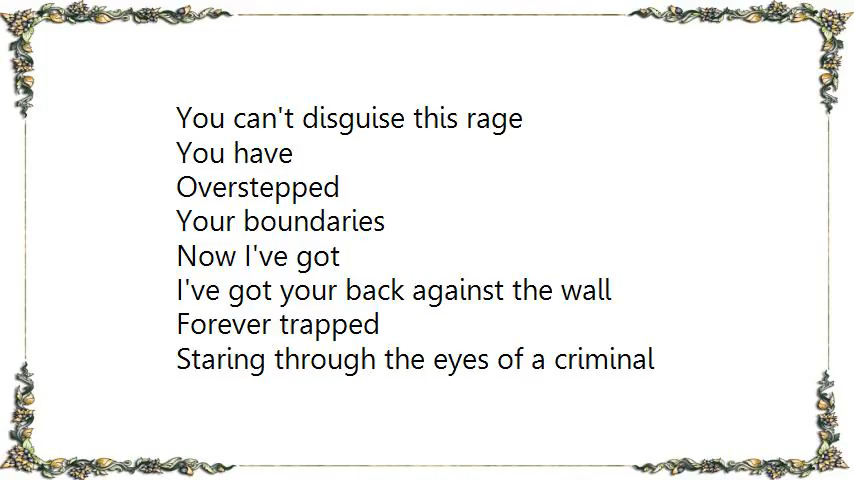 You can't disguise this rage
You have
Overstepped
Your boundaries
Now I've got
I've got your back against the wall
Forever trapped
Staring through the eyes of a criminal